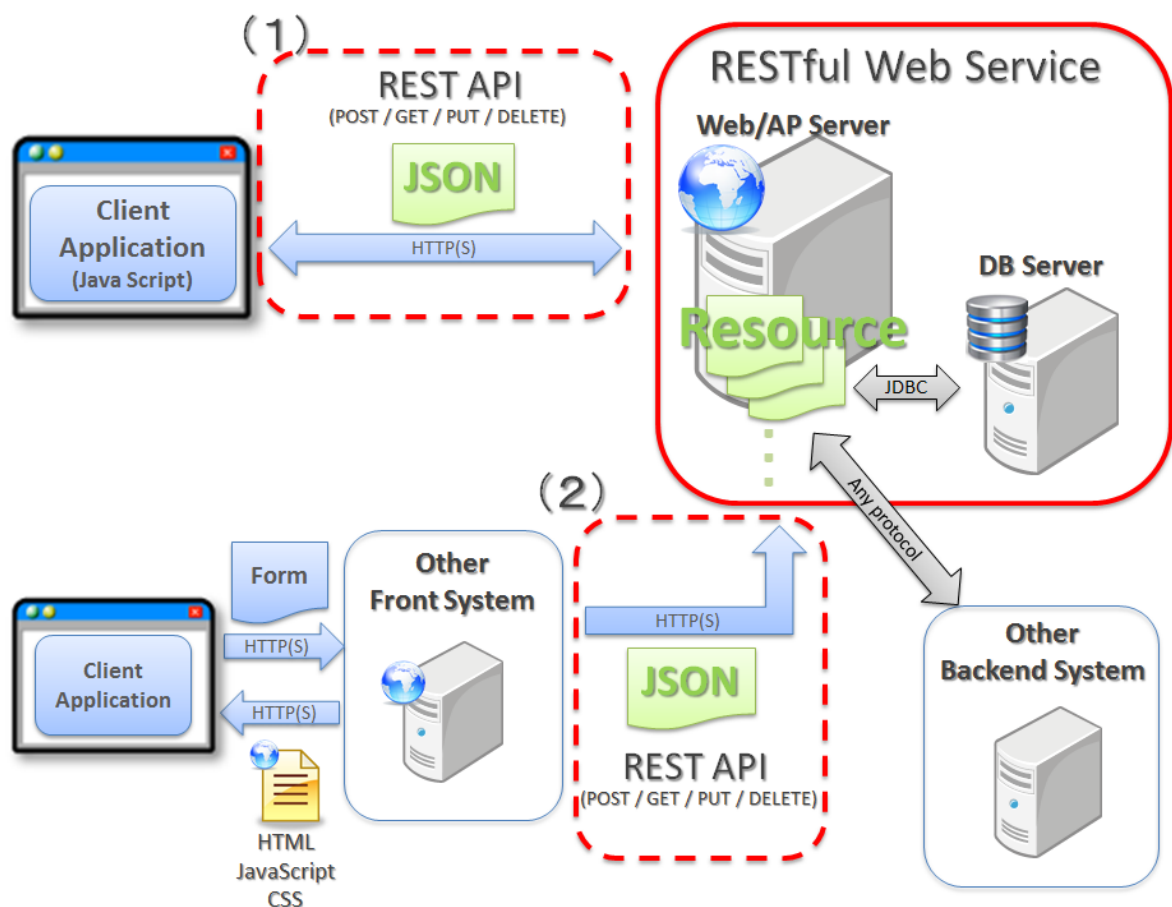 (1)
REST API
(POST / GET / PUT / DELETE)
JSON
HTTP(S)
Client
Application
(Java Script)
RESTful Web Service
Web/AP Server
DB Server
Resource
JDBC
Any protocol
(2)
Form
HTTP(S)
Client
Application
HTTP(S)
HTML
JavaScript
CSS
Other
Front System
HTTP(S)
JSON
REST API
(POST / GET / PUT / DELETE)
Other
Backend System